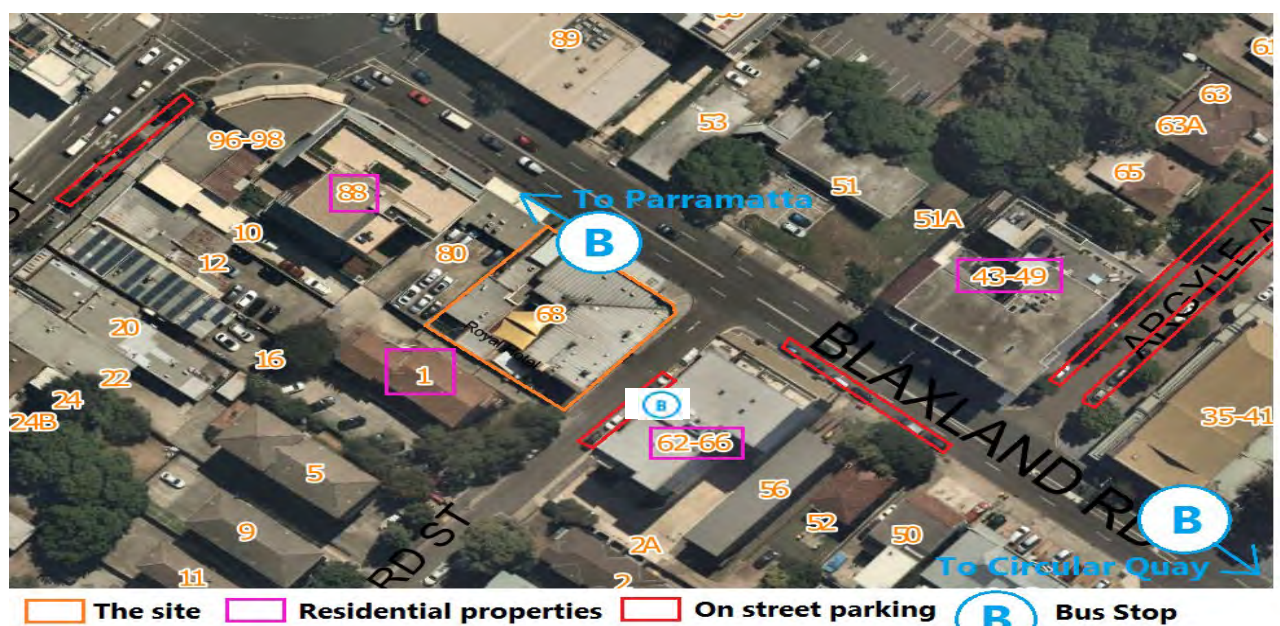 89
53
61
63
63A
96-98
88
To Parramatta
B
65
51
51A
10
80
12
43-49
ARGYLE AV
68
Royal Hotel
20
16
1
BLAXLAND RD
22
B
24
62-66
35-41
24B
5
56
B
9
52
50
RD ST
2A
To Circular Quay
11
2
The site
Residential properties
On street parking
B
Bus Stop